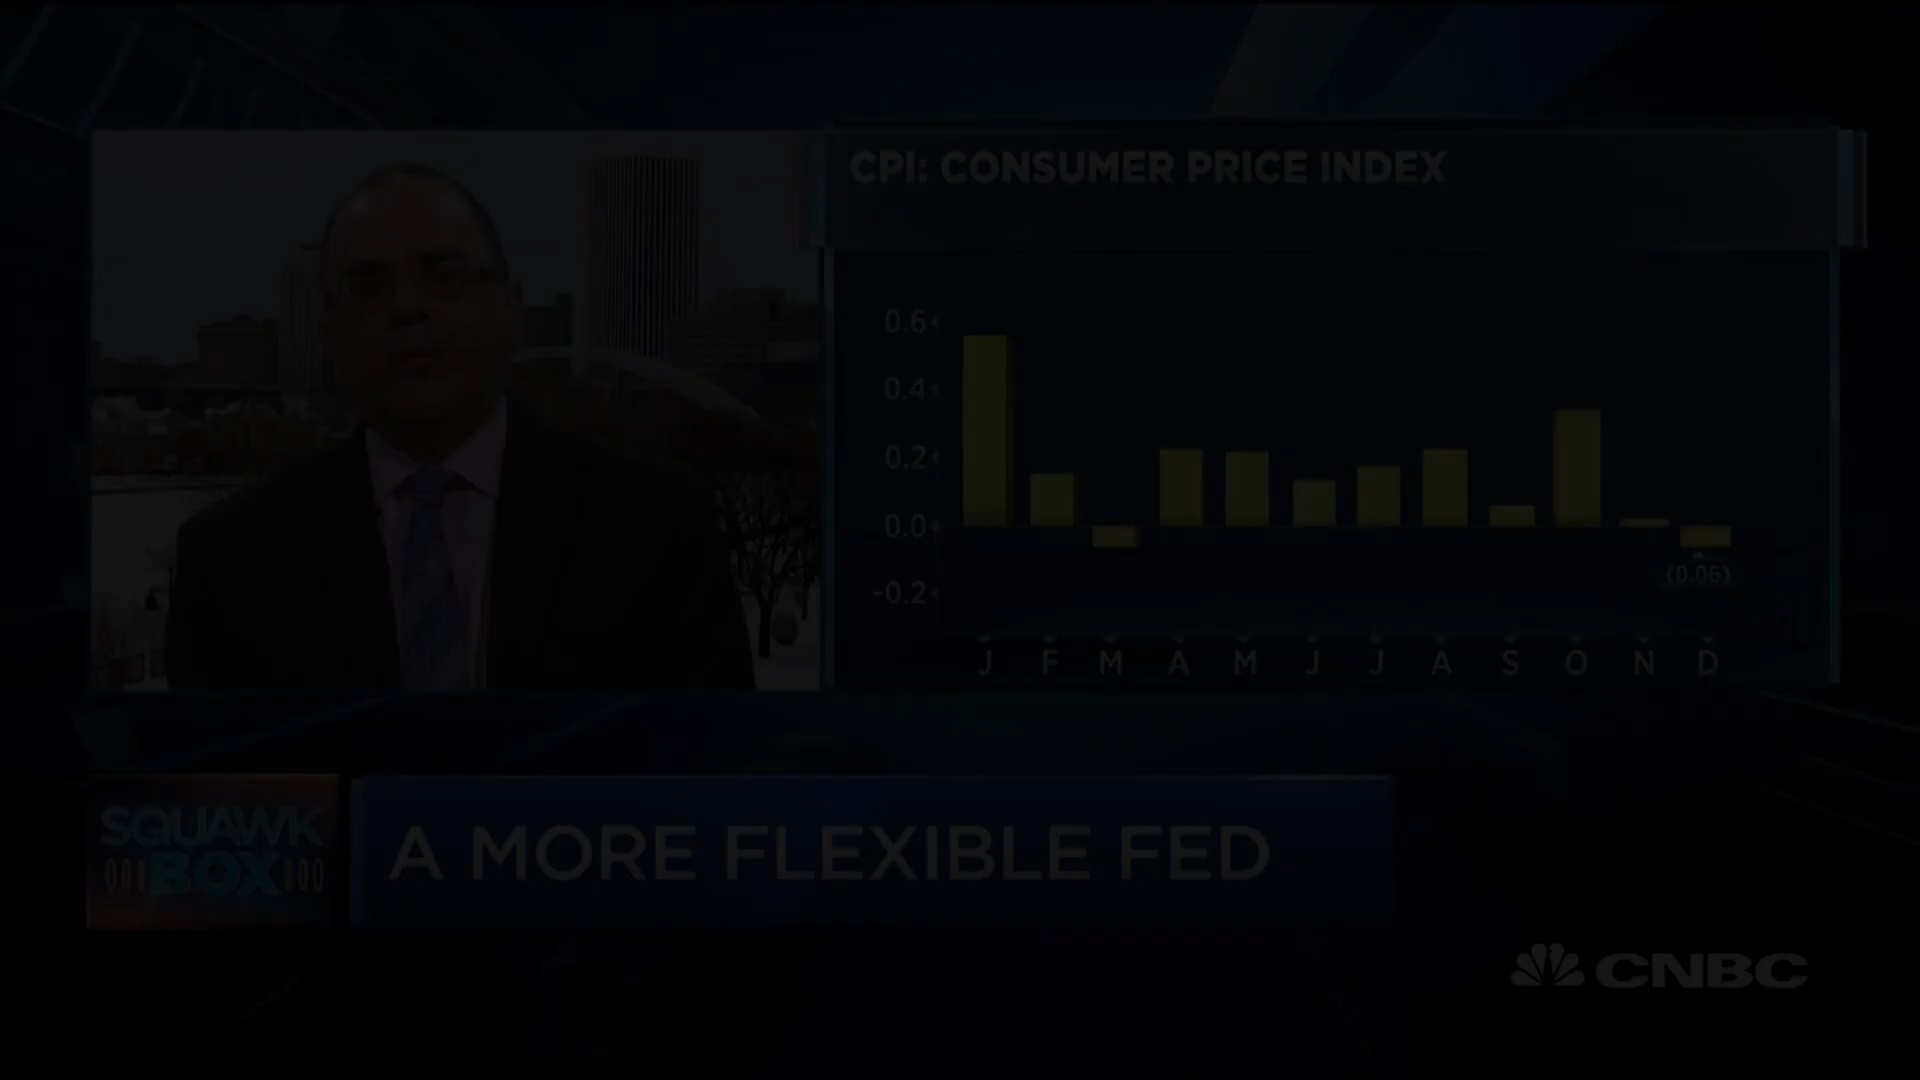 CPI: CONSUMER PRICE INDEX
0.6
0.4
0.2
0.0
-0.2
(0.06)
J F M A M J J A S O N D
SQUAWK
BOX
A MORE FLEXIBLE FED
CNBC